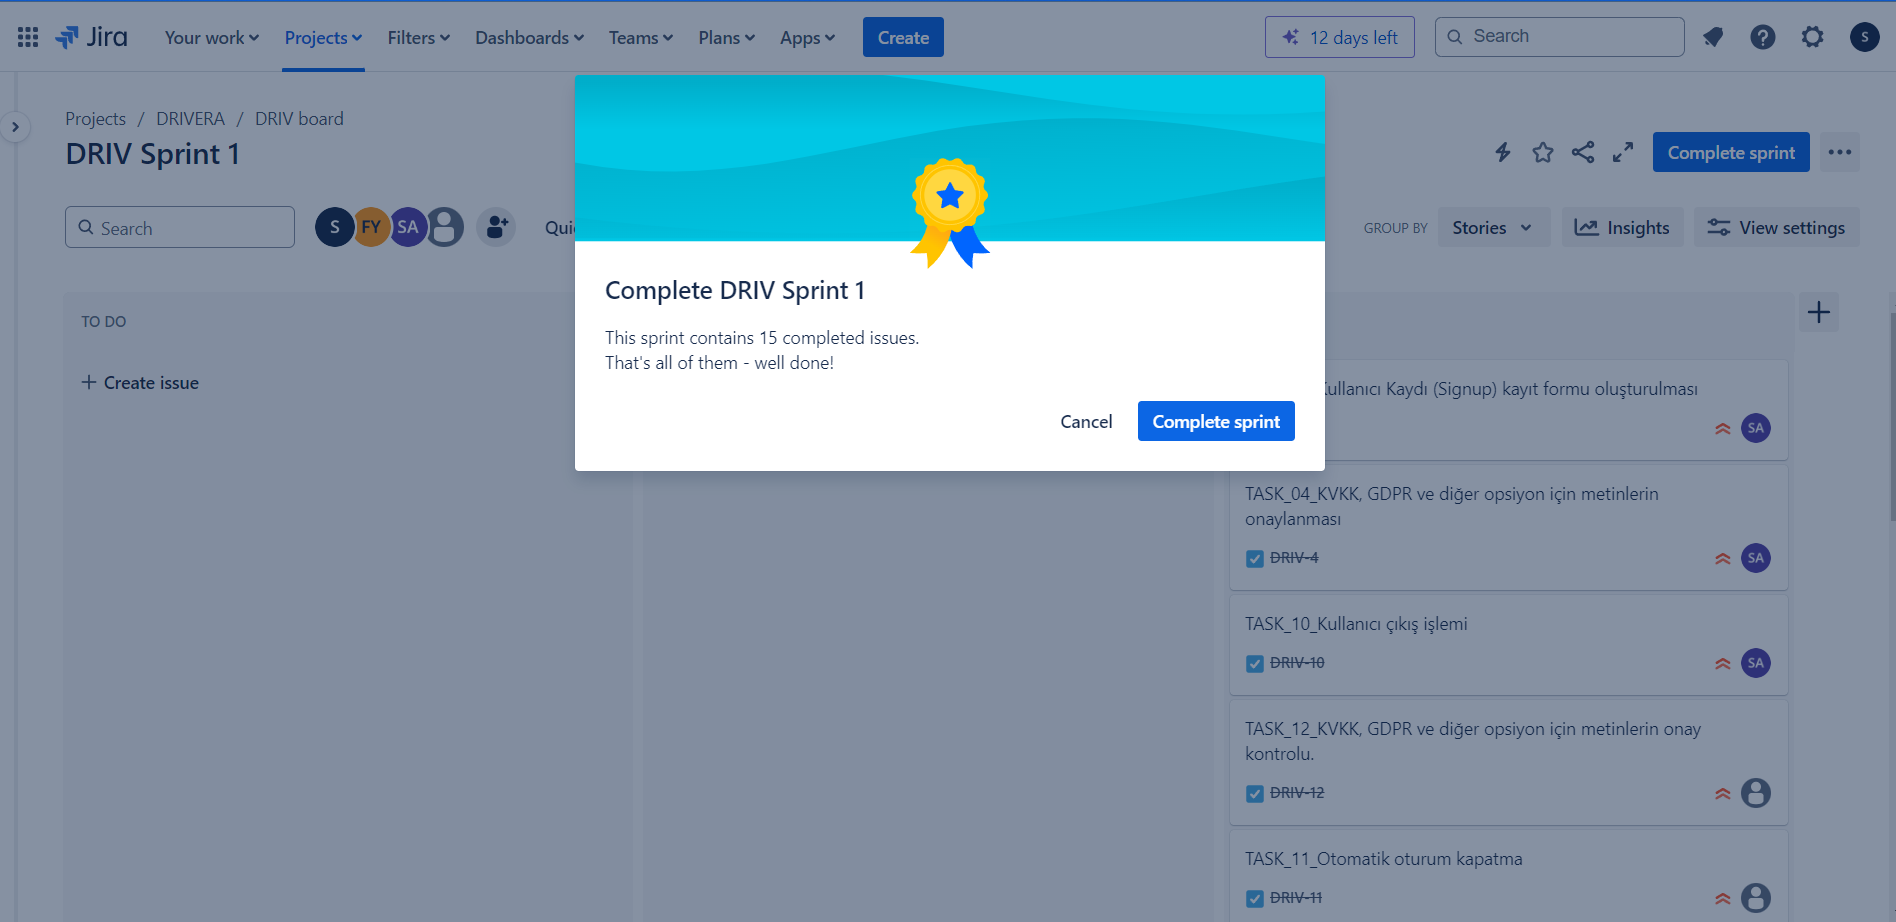 Jira
Your work
Projects
Filters
Dashboards
Teams
Plans
Apps
Create
12 days left
Search
S
Projects / DRIVERA / DRIV board
DRIV Sprint 1
Complete sprint
Search
S
FY
SA
GROUP BY
Stories
Insights
View settings
Complete DRIV Sprint 1
This sprint contains 15 completed issues.
That's all of them - well done!
Cancel
Complete sprint
TO DO
Create issue
Kaydı (Signup) kayıt formu oluşturulması
SA
TASK_04_KVKK, GDPR ve diğer opsiyon için metinlerin
onaylanması
DRIV-4
SA
TASK_10_Kullanıcı çıkış işlemi
DRIV-10
SA
TASK_12_KVKK, GDPR ve diğer opsiyon için metinlerin onay
kontrolu.
DRIV-12
TASK_11_Otomatik oturum kapatma
DRIV-11